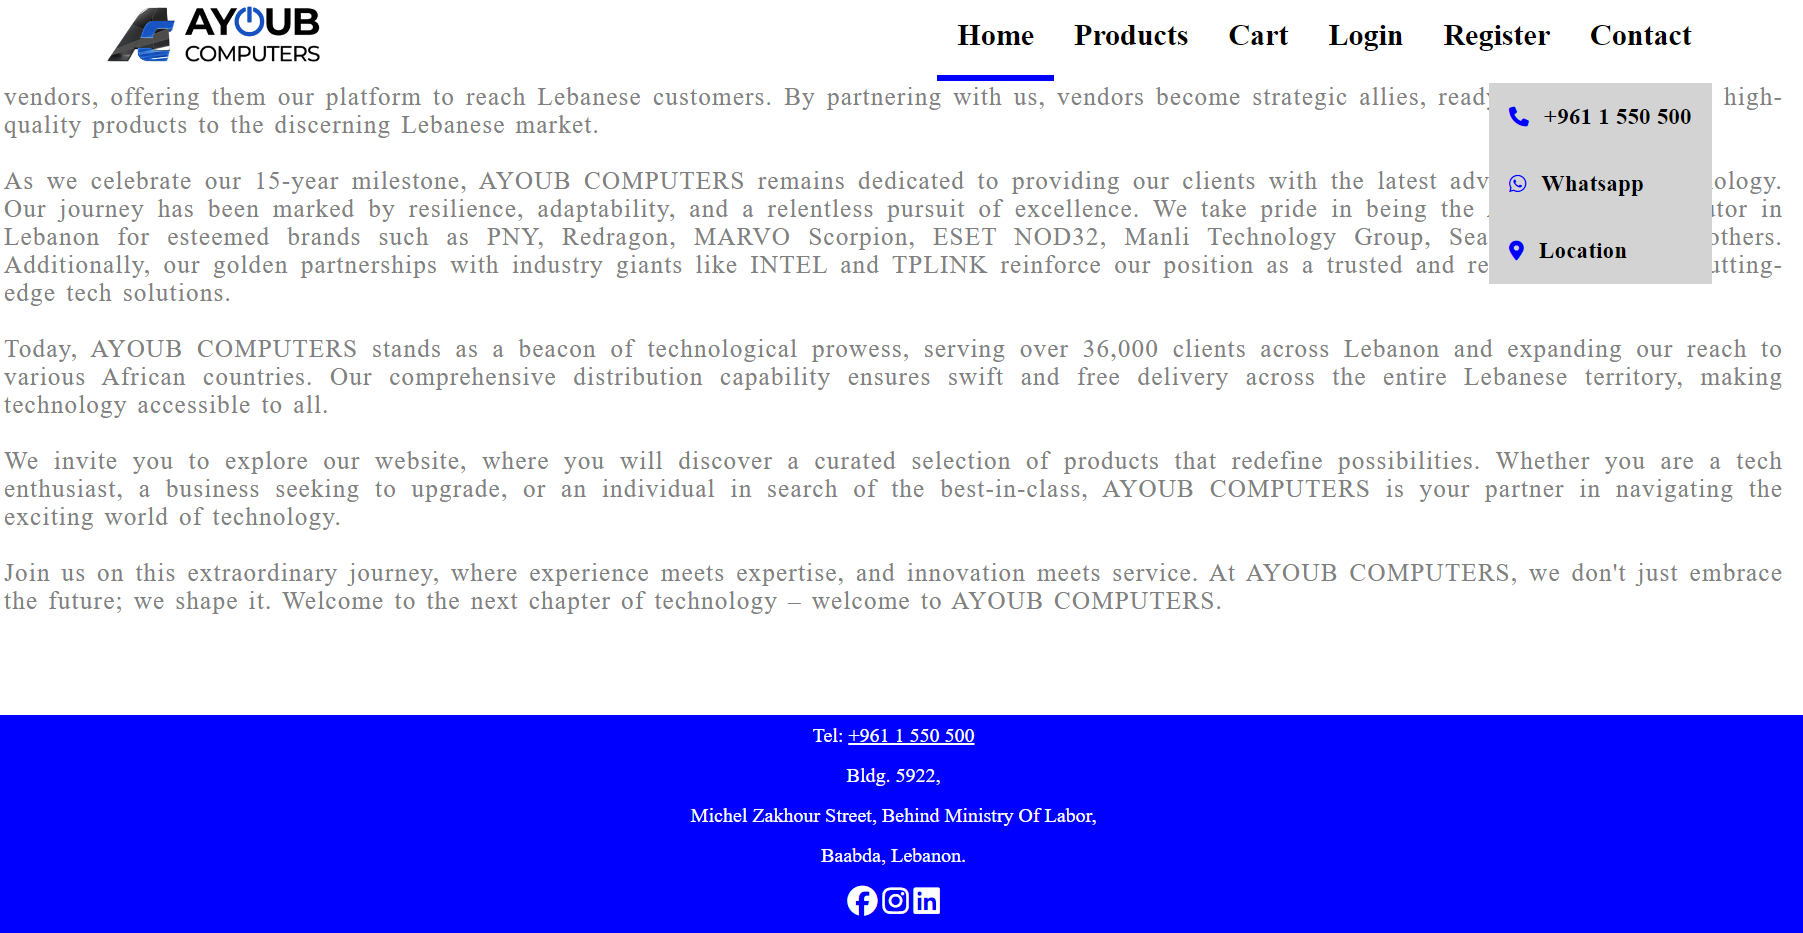 AYOUB
COMPUTERS
Home Products Cart Login Register Contact
vendors, offering them our platform to reach Lebanese customers. By partnering with us, vendors become strategic allies, high-
quality products to the discerning Lebanese market.
+961 1 550 500
Whatsapp
Location
As we celebrate our 15-year milestone, AYOUB COMPUTERS remains dedicated to providing our clients with the latest
Our journey has been marked by resilience, adaptability, and a relentless pursuit of excellence. We take pride in being the in
Lebanon for esteemed brands such as PNY, Redragon, MARVO Scorpion, ESET NOD32, Manli Technology Group, others.
Additionally, our golden partnerships with industry giants like INTEL and TPLINK reinforce our position as a trusted and
edge tech solutions.
Today, AYOUB COMPUTERS stands as a beacon of technological prowess, serving over 36,000 clients across Lebanon and expanding our reach to
various African countries. Our comprehensive distribution capability ensures swift and free delivery across the entire Lebanese territory, making
technology accessible to all.
We invite you to explore our website, where you will discover a curated selection of products that redefine possibilities. Whether you are a tech
enthusiast, a business seeking to upgrade, or an individual in search of the best-in-class, AYOUB COMPUTERS is your partner in navigating the
exciting world of technology.
Join us on this extraordinary journey, where experience meets expertise, and innovation meets service. At AYOUB COMPUTERS, we don't just embrace
the future; we shape it. Welcome to the next chapter of technology – welcome to AYOUB COMPUTERS.
Tel: +961 1 550 500
Bldg. 5922,
Michel Zakhour Street, Behind Ministry Of Labor,
Baabda, Lebanon.